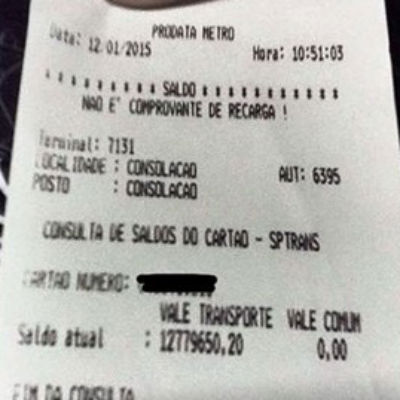 PRODATA METRO
Data: 12/01/2015 Hora: 10:51:03
* * * * * * * * * SALDO * * * * * * * * * * *
NAO E' COMPROVANTE DE RECARGA !
Terminal: 7131
LOCALIDADE : CONSOLACAO AUT: 6395
POSTO : CONSOLACAO
CONSULTA DE SALDOS DO CARTAO - SPTRANS
CARTAO NUMERO:
VALE TRANSPORTE VALE COMUM
Saldo atual : 12779650,20 0,00
FIM DA CONSULTA